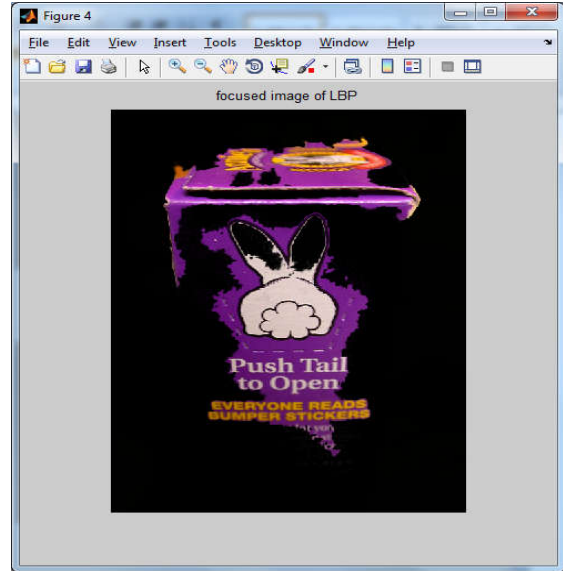 Figure 4
File Edit View Insert Tools Desktop Window Help
focused image of LBP
Push Tail
to Open
EVERYONE READS
BUMPER STICKERS